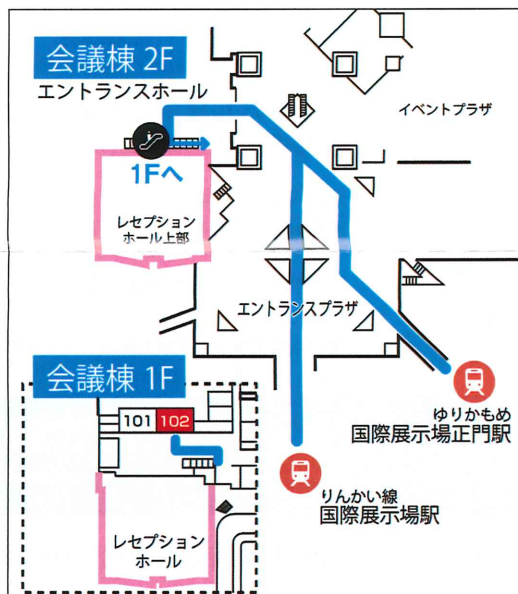 会議棟 2F
エントランスホール
イベントプラザ
1Fへ
レセプション
ホール上部
エントランスプラザ
会議棟 1F
101 102
レセプション
ホール
ゆりかもめ
国際展示場正門駅
りんかい線
国際展示場駅